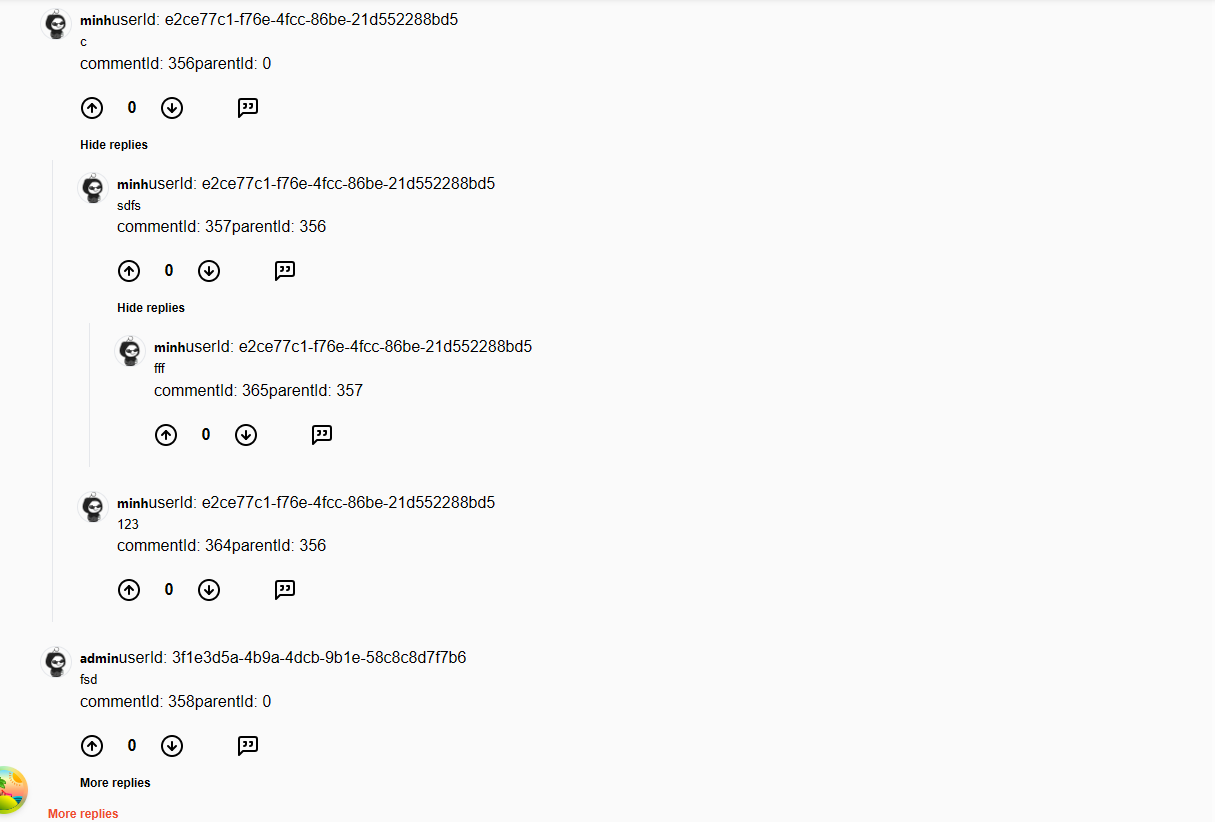 minhuserId: e2ce77c1-f76e-4fcc-86be-21d552288bd5
c
commentId: 356parentId: 0
0
Hide replies
minhuserId: e2ce77c1-f76e-4fcc-86be-21d552288bd5
sdfs
commentId: 357parentId: 356
0
Hide replies
minhuserId: e2ce77c1-f76e-4fcc-86be-21d552288bd5
fff
commentId: 365parentId: 357
0
minhuserId: e2ce77c1-f76e-4fcc-86be-21d552288bd5
123
commentId: 364parentId: 356
0
adminuserId: 3f1e3d5a-4b9a-4dcb-9b1e-58c8c8d7f7b6
fsd
commentId: 358parentId: 0
0
More replies
More replies